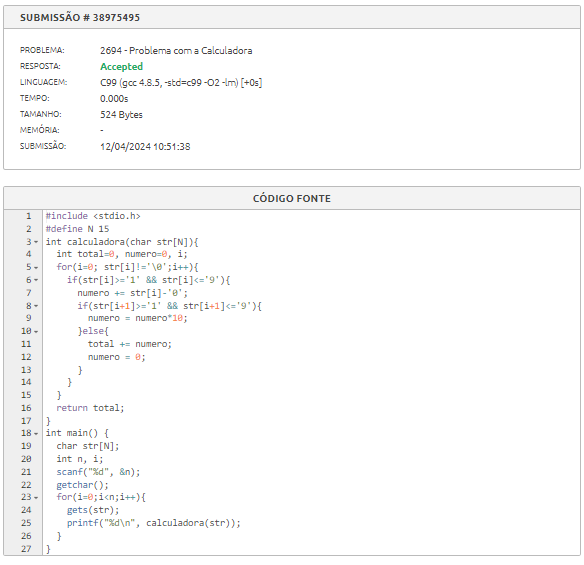 SUBMISSÃO # 38975495
PROBLEMA: 2694 - Problema com a Calculadora
RESPOSTA: Accepted
LINGUAGEM: C99 (gcc 4.8.5, -std=c99 -O2 -lm) [+0s]
TEMPO: 0.000s
TAMANHO: 524 Bytes
MEMÓRIA: -
SUBMISSÃO: 12/04/2024 10:51:38
CÓDIGO FONTE
1 #include <stdio.h>
2 #define N 15
3 int calculadora(char str[N]){
4 int total=0, numero=0, i;
5 for(i=0; str[i]!='\0';i++){
6 if(str[i]>='1' && str[i]<='9'){
7 numero += str[i]-'0';
8 if(str[i+1]>='1' && str[i+1]<='9'){
9 numero = numero*10;
10 }else{
11 total += numero;
12 numero = 0;
13 }
14 }
15 }
16 return total;
17 }
18 int main() {
19 char str[N];
20 int n, i;
21 scanf("%d", &n);
22 getchar();
23 for(i=0;i<n;i++){
24 gets(str);
25 printf("%d\n", calculadora(str));
26 }
27 }